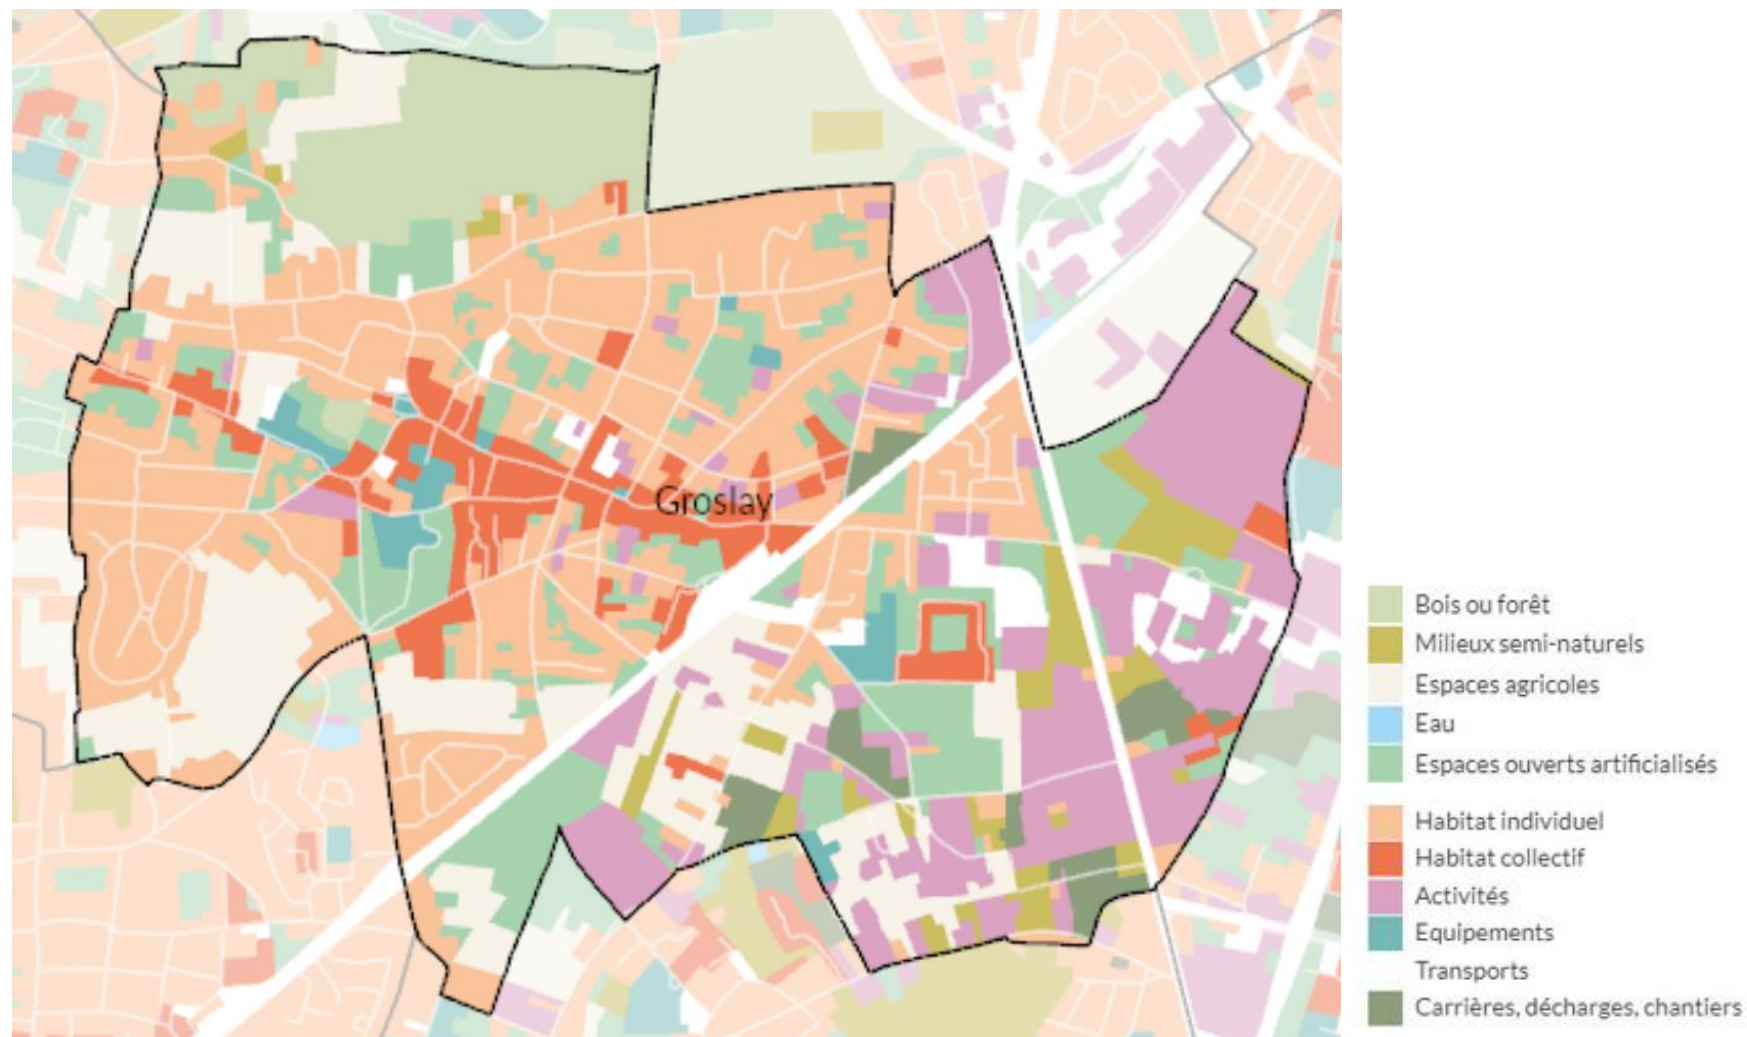 Groslay
Bois ou forêt
Milieux semi-naturels
Espaces agricoles
Eau
Espaces ouverts artificialisés
Habitat individuel
Habitat collectif
Activités
Equipements
Transports
Carrières, décharges, chantiers